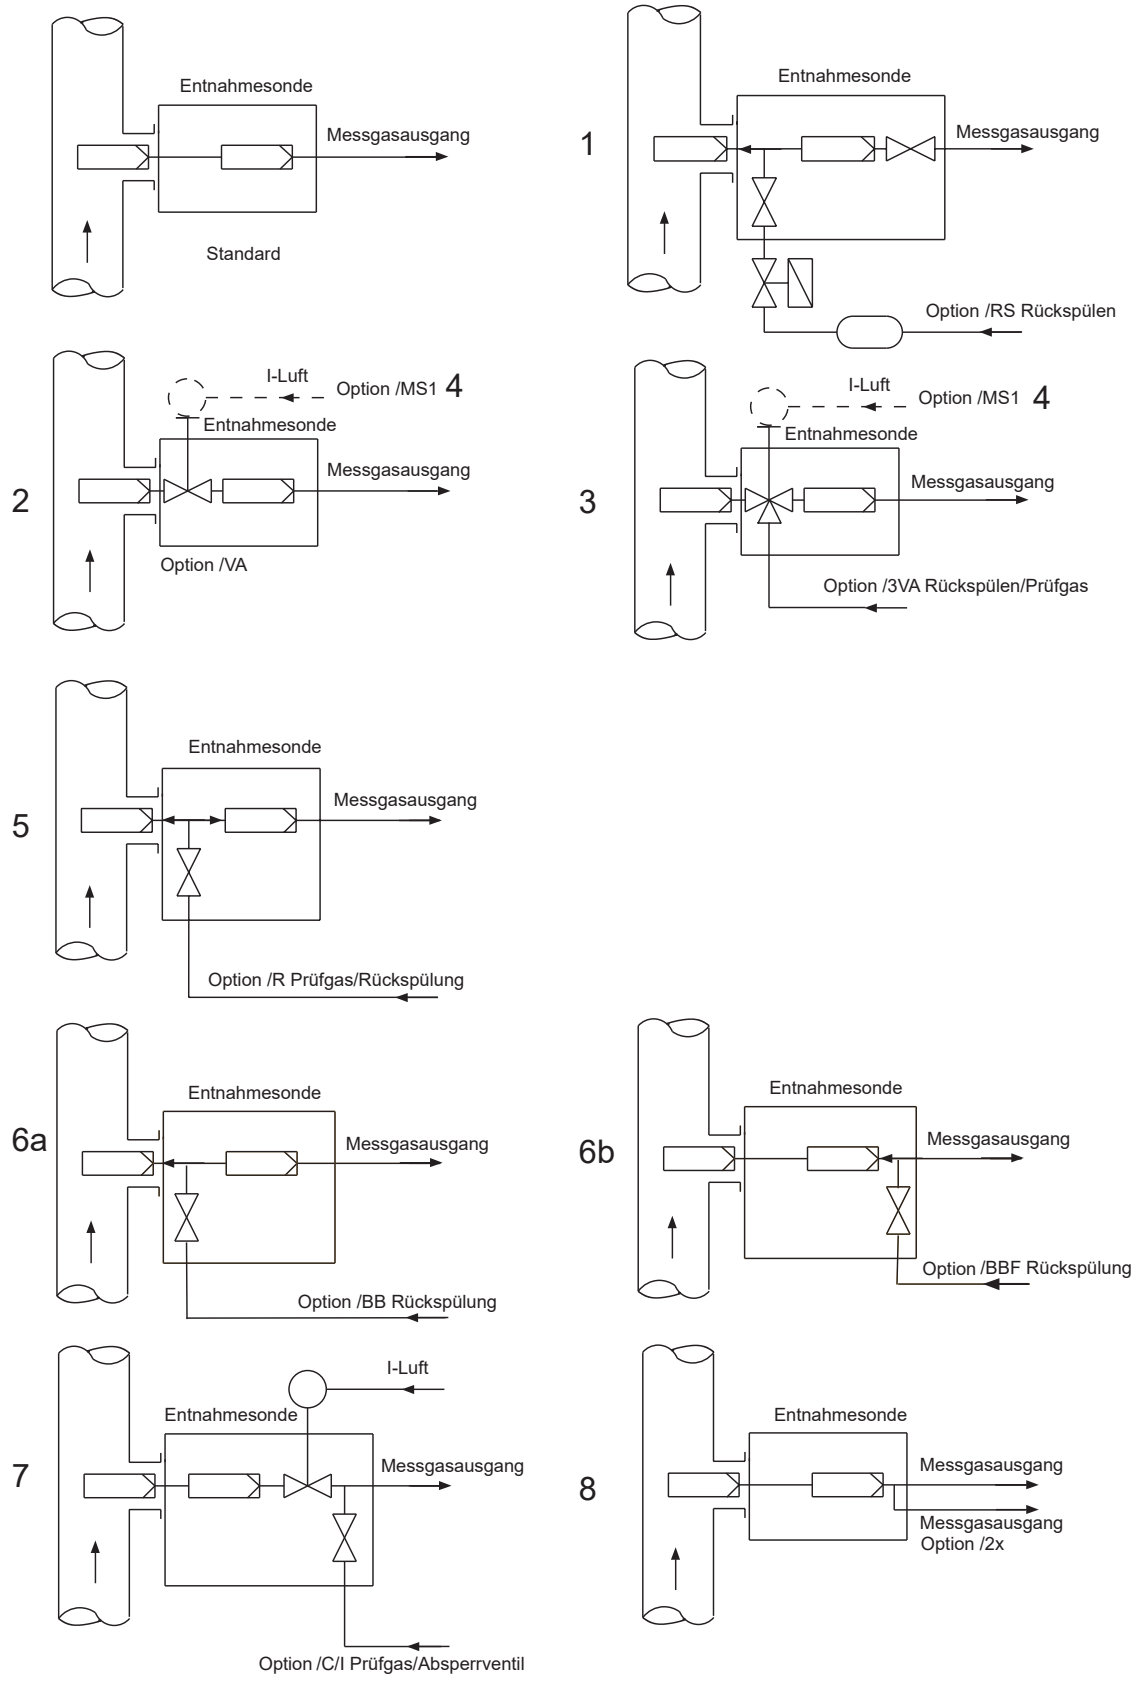 Entnahmesonde
Messgasausgang
Standard
1
Entnahmesonde
Messgasausgang
Option /RS Rückspülen
2
I-Luft
Option /MS1 4
Entnahmesonde
Messgasausgang
Option /VA
3
I-Luft
Option /MS1 4
Entnahmesonde
Messgasausgang
Option /3VA Rückspülen/Prüfgas
5
Entnahmesonde
Messgasausgang
Option /R Prüfgas/Rückspülung
6a
Entnahmesonde
Messgasausgang
Option /BB Rückspülung
6b
Entnahmesonde
Messgasausgang
Option /BBF Rückspülung
7
I-Luft
Entnahmesonde
Messgasausgang
Option /C/I Prüfgas/Absperrventil
8
Entnahmesonde
Messgasausgang
Messgasausgang
Option /2x